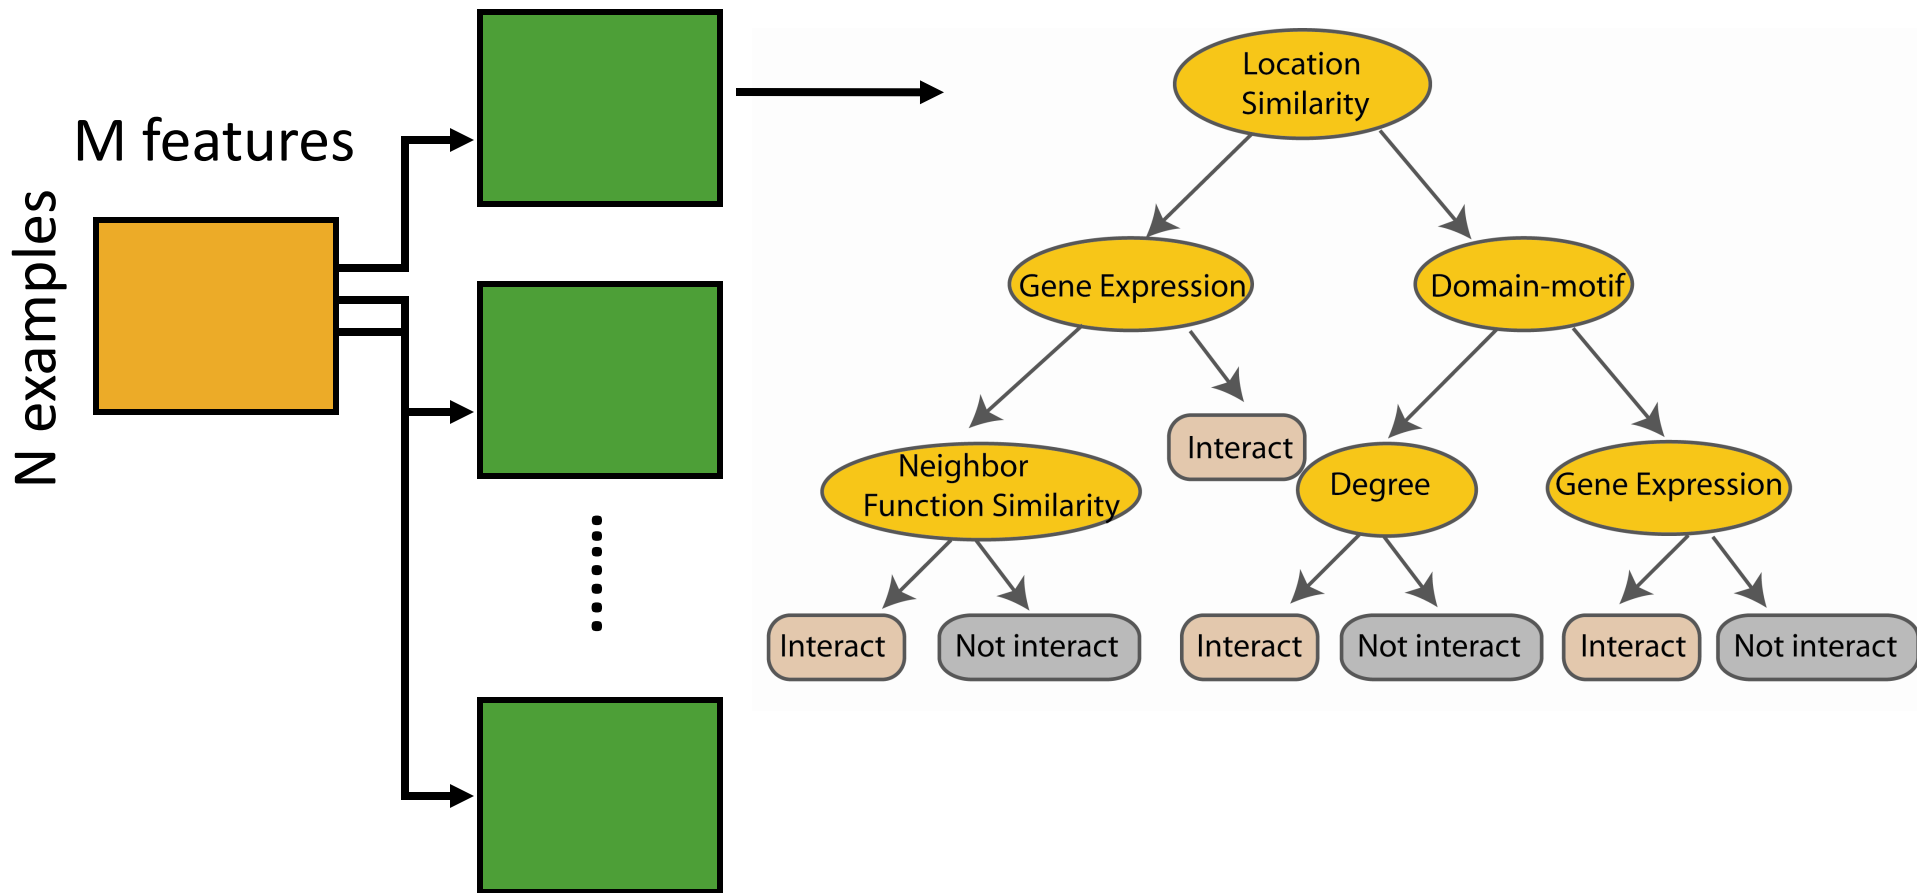 M features
N examples
Location
Similarity
Gene Expression
Domain-motif
Interact
Neighbor
Function Similarity
Degree
Gene Expression
Interact
Not interact
Interact
Not interact
Interact
Not interact